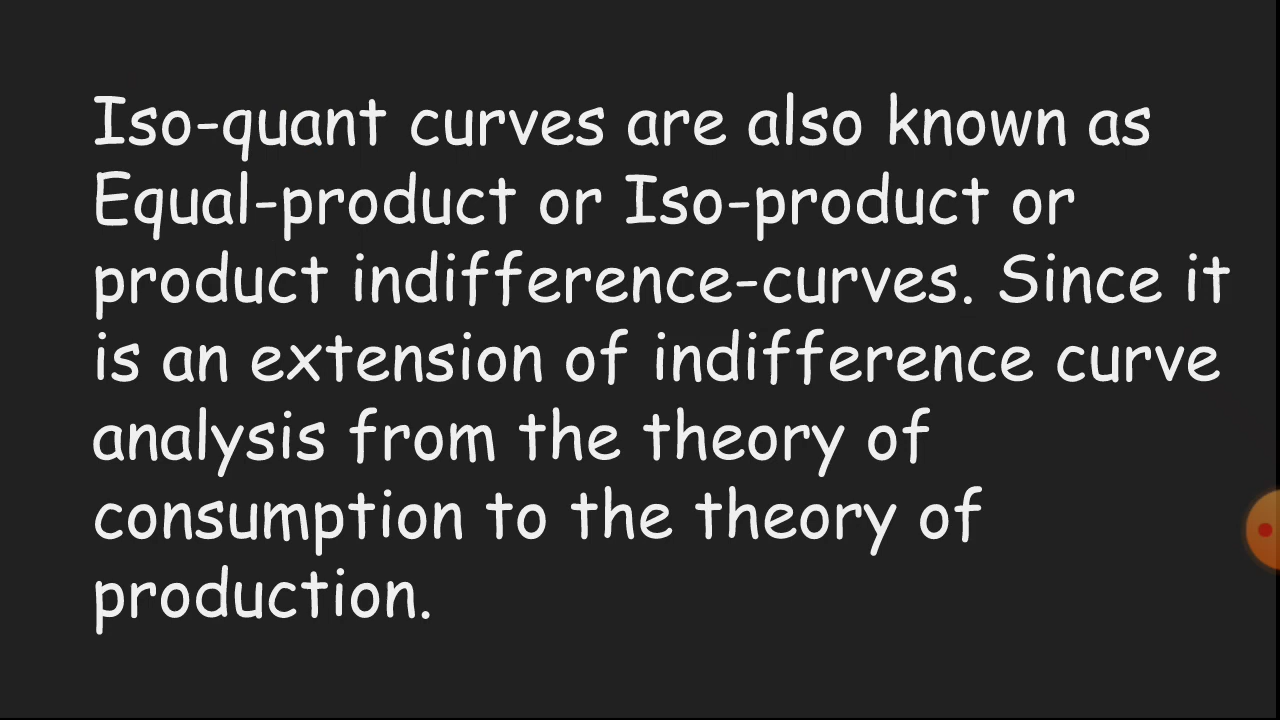 Iso-quant curves are also known as
Equal-product or Iso-product or
product indifference-curves. Since it
is an extension of indifference curve
analysis from the theory of
consumption to the theory of
production.